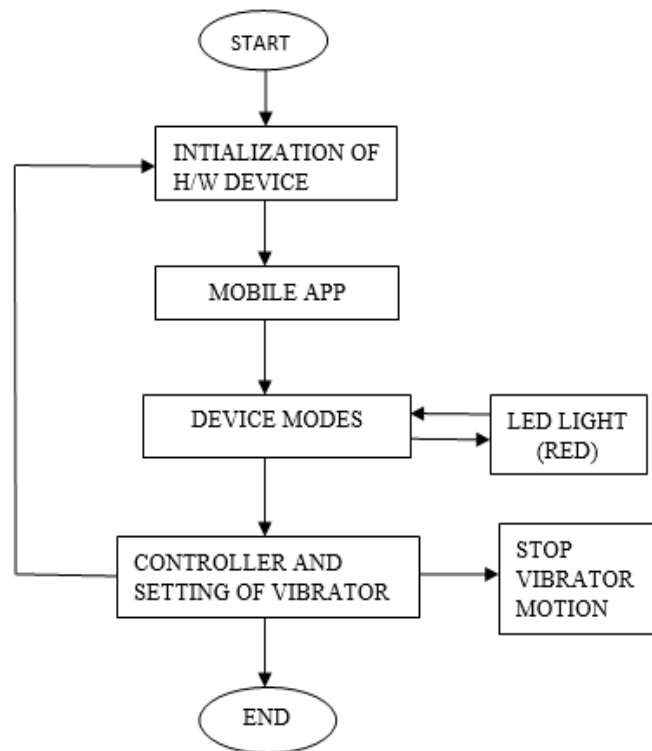 START
INTIALIZATION OF
H/W DEVICE
MOBILE APP
DEVICE MODES
LED LIGHT
(RED)
CONTROLLER AND
SETTING OF VIBRATOR
STOP
VIBRATOR
MOTION
END